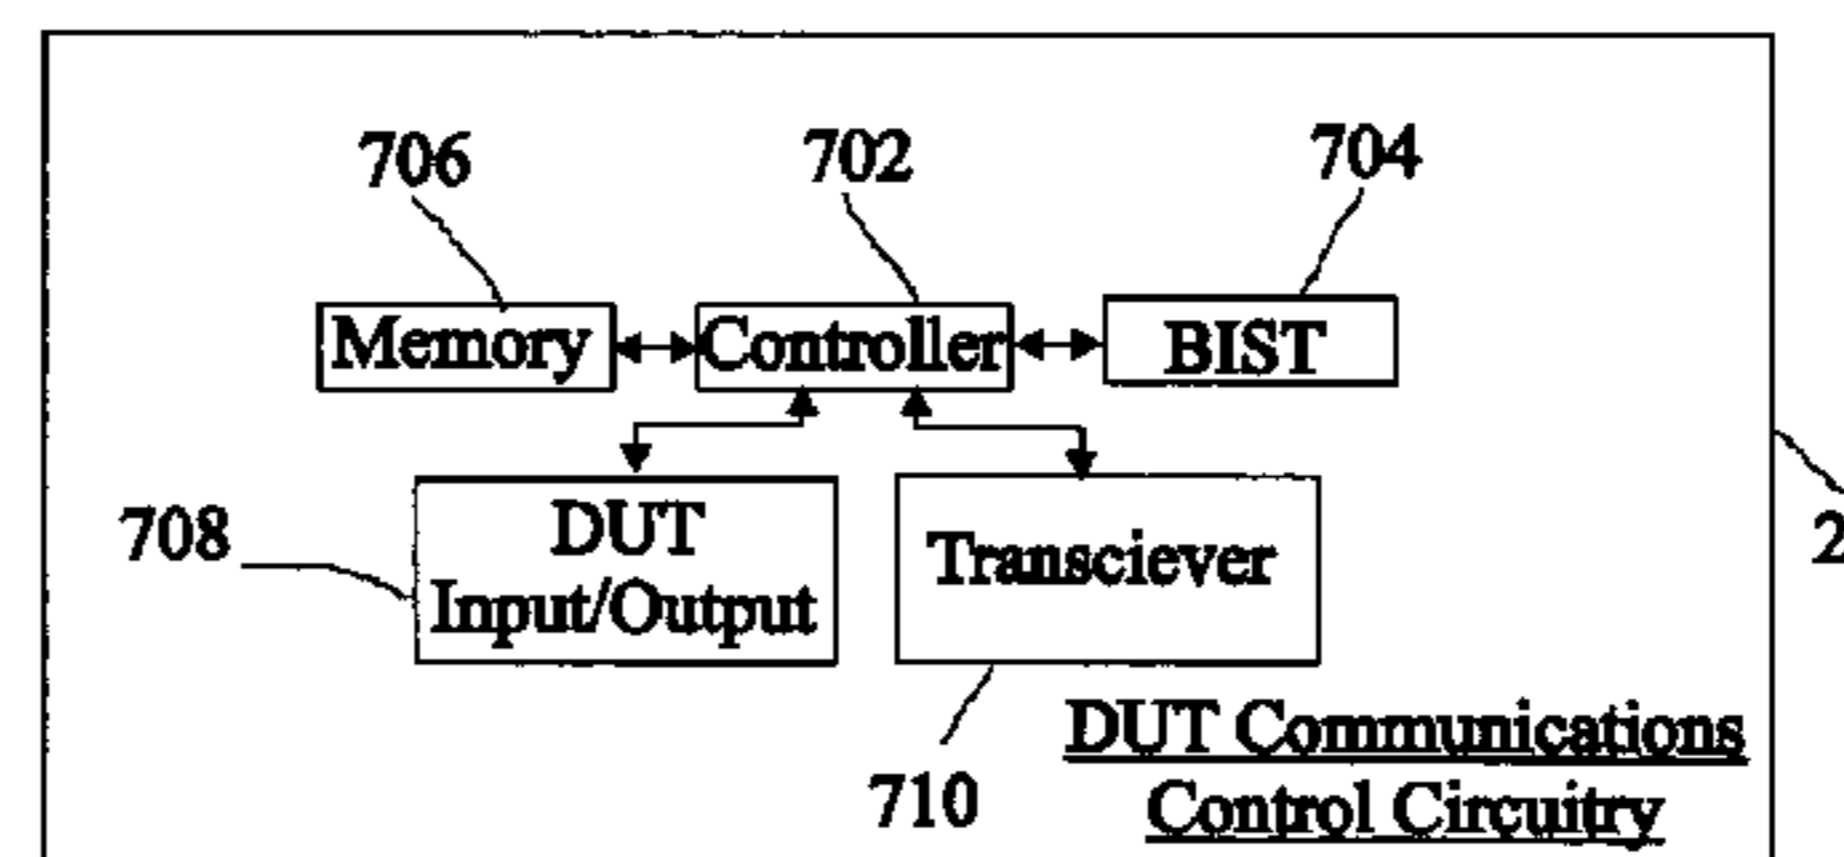 706 702 704
Memory Controller BIST
708
DUT
Input/Output
Transciever
710
DUT Communications
Control Circuitry